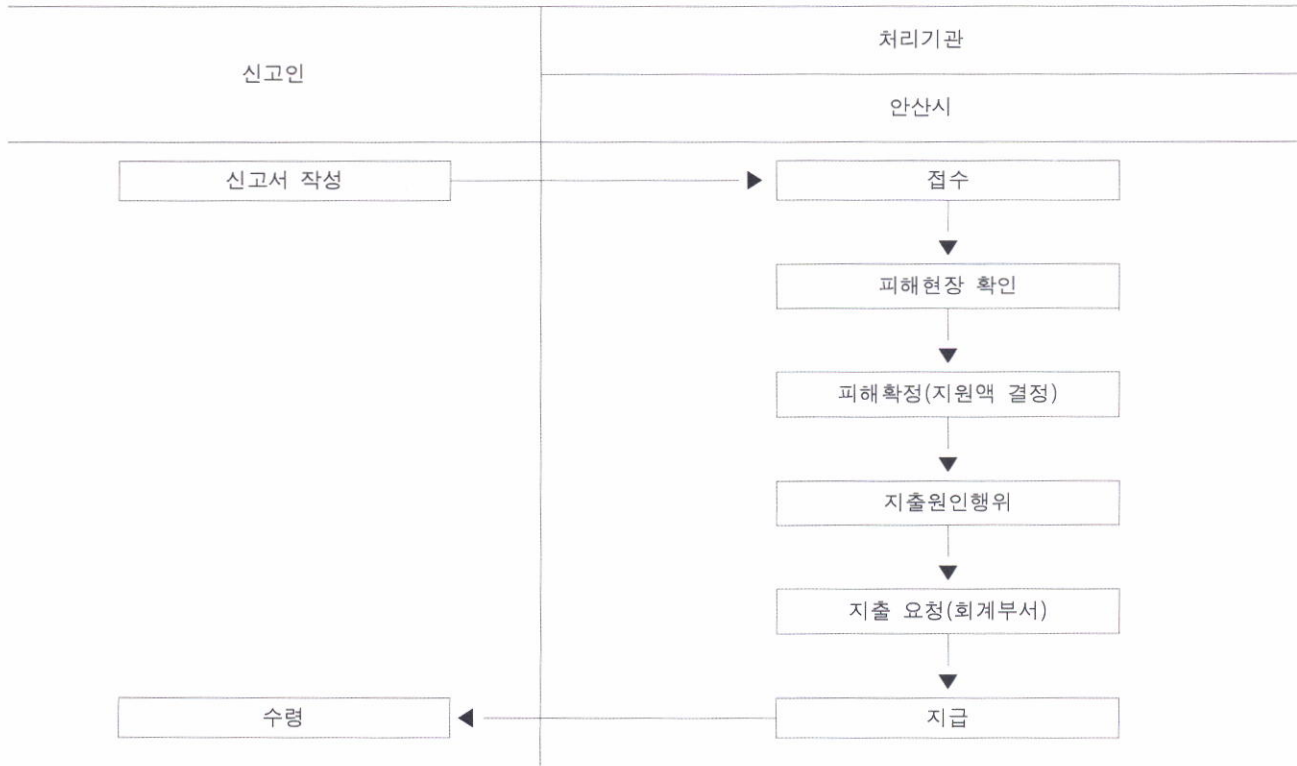 신고인
처리기관
안산시
신고서 작성
접수
피해현장 확인
피해확정(지원액 결정)
지출원인행위
지출 요청(회계부서)
수령
지급